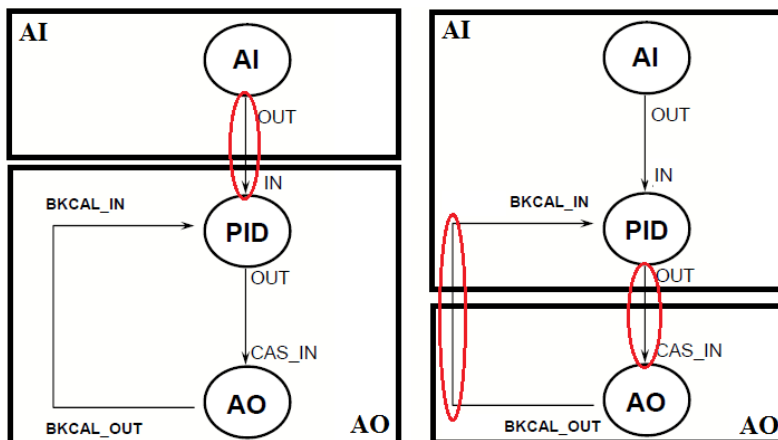 AI
AI
OUT
IN
BKCAL_IN
PID
OUT
CAS_IN
AO
BKCAL_OUT
AO
AI
AI
OUT
IN
BKCAL_IN
PID
OUT
CAS_IN
AO
BKCAL_OUT
AO